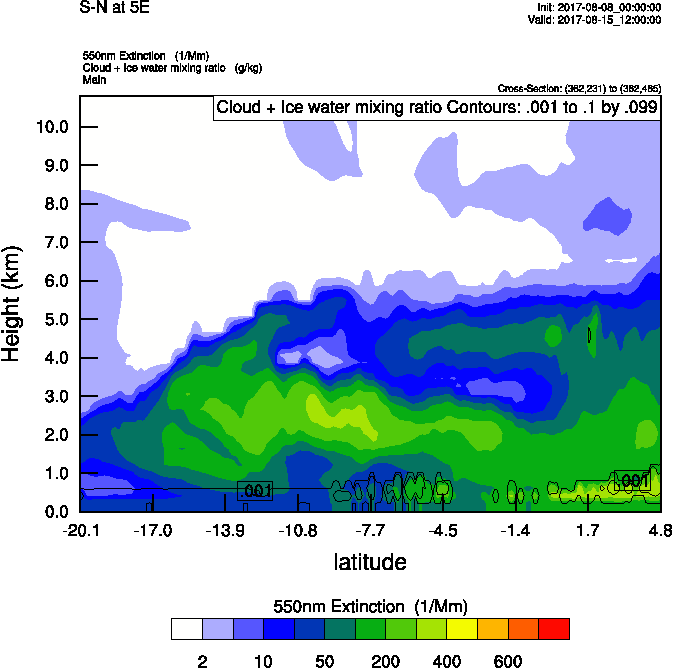 S-N at 5E
Init: 2017-08-08_00:00:00
Valid: 2017-08-15_12:00:00
550nm Extinction (1/Mm)
Cloud + Ice water mixing ratio (g/kg)
Main
Cross-Section: (362,231) to (362,485)
Cloud + Ice water mixing ratio Contours: .001 to .1 by .099
10.0
9.0
8.0
7.0
6.0
5.0
4.0
3.0
2.0
1.0
0.0
Height (km)
.001
.001
-20.1 -17.0 -13.9 -10.8 -7.7 -4.5 -1.4 1.7 4.8
latitude
550nm Extinction (1/Mm)
2 10 50 200 400 600